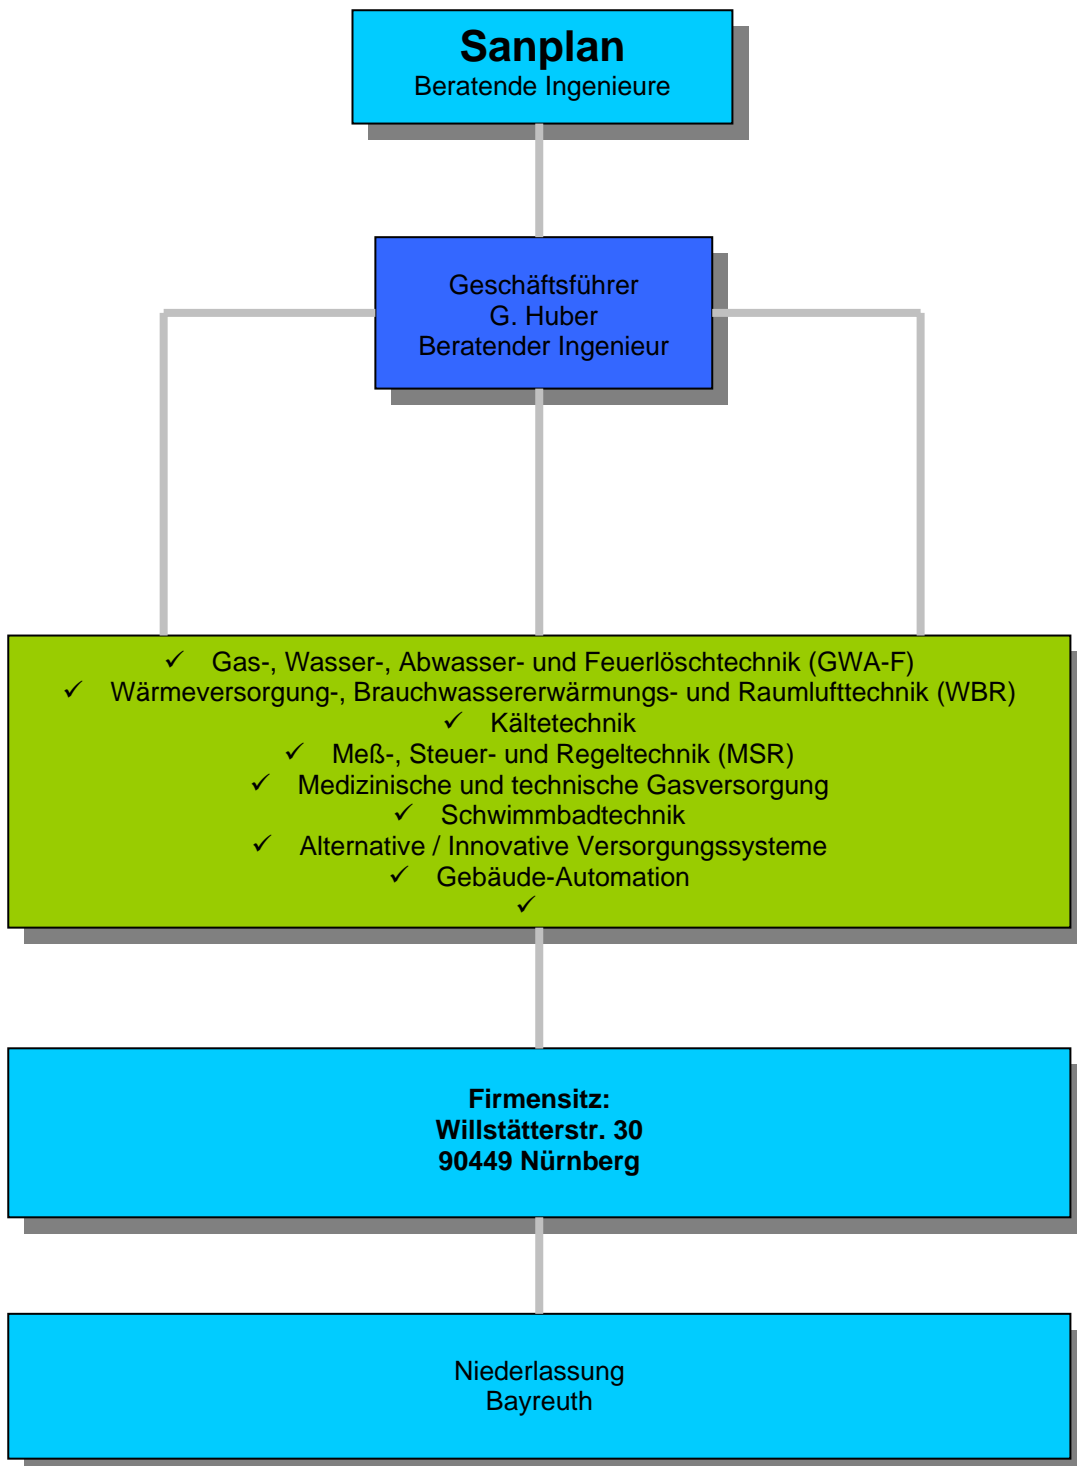 Sanplan
Beratende Ingenieure
Geschäftsführer
G. Huber
Beratender Ingenieur
✓ Gas-, Wasser-, Abwasser- und Feuerlöschtechnik (GWA-F)
✓ Wärmeversorgung-, Brauchwassererwärmungs- und Raumlufttechnik (WBR)
✓ Kältetechnik
✓ Meß-, Steuer- und Regeltechnik (MSR)
✓ Medizinische und technische Gasversorgung
✓ Schwimmbadtechnik
✓ Alternative / Innovative Versorgungssysteme
✓ Gebäude-Automation
✓
Firmensitz:
Willstätterstr. 30
90449 Nürnberg
Niederlassung
Bayreuth